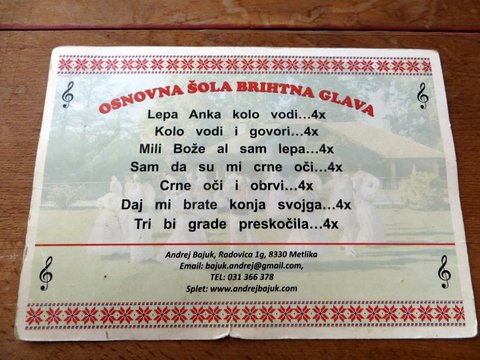 OSNOVNA ŠOLA BRIHTNA GLAVA
Lepa Anka kolo vodi...4x
Kolo vodi i govori...4x
Mili Bože al sam lepa...4x
Sam da su mi crne oči...4x
Crne oči i obrvi...4x
Daj mi brate konja svojga...4x
Tri bi grade preskočila...4x
Andrej Bajuk, Radovica 1g, 8330 Metlika
Email: bajuk.andrej@gmail.com,
TEL: 031 366 378
Splet: www.andrejbajuk.com